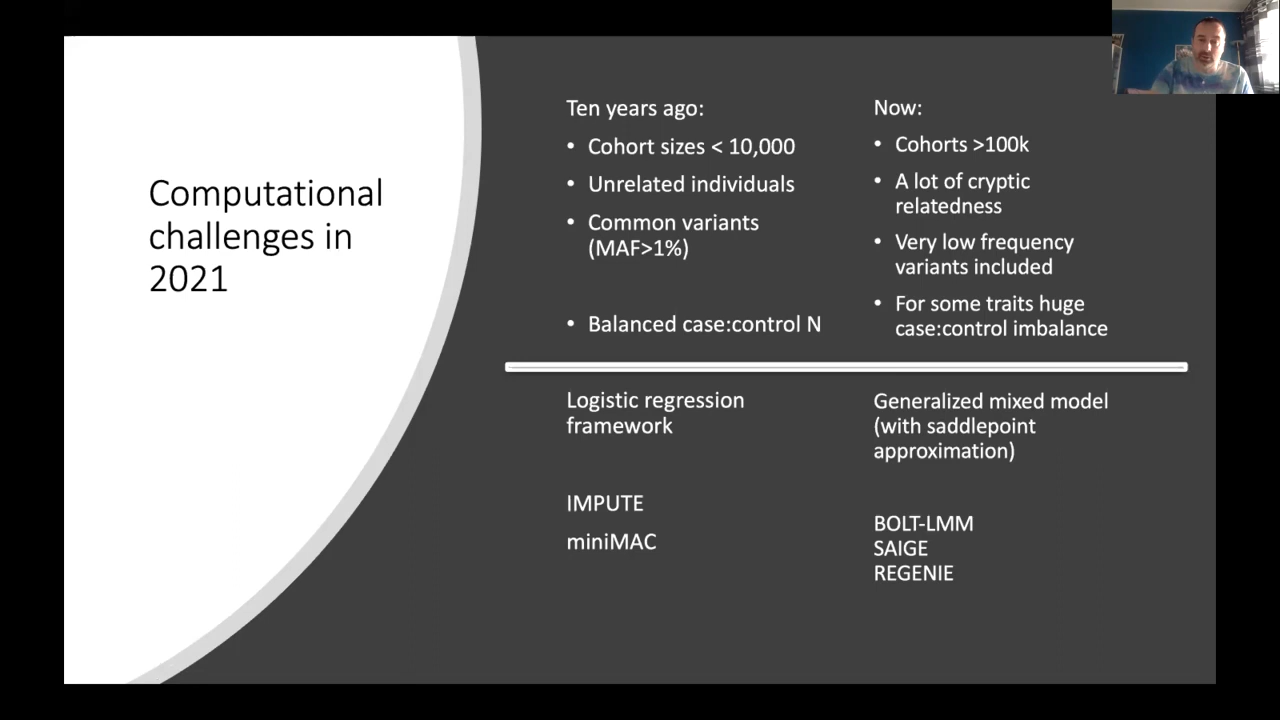 Computational
challenges in
2021
Ten years ago:
• Cohort sizes < 10,000
• Unrelated individuals
• Common variants
(MAF>1%)
• Balanced case:control N
Now:
• Cohorts >100k
• A lot of cryptic
relatedness
• Very low frequency
variants included
• For some traits huge
case:control imbalance
Logistic regression
framework
IMPUTE
miniMAC
Generalized mixed model
(with saddlepoint
approximation)
BOLT-LMM
SAIGE
REGENIE